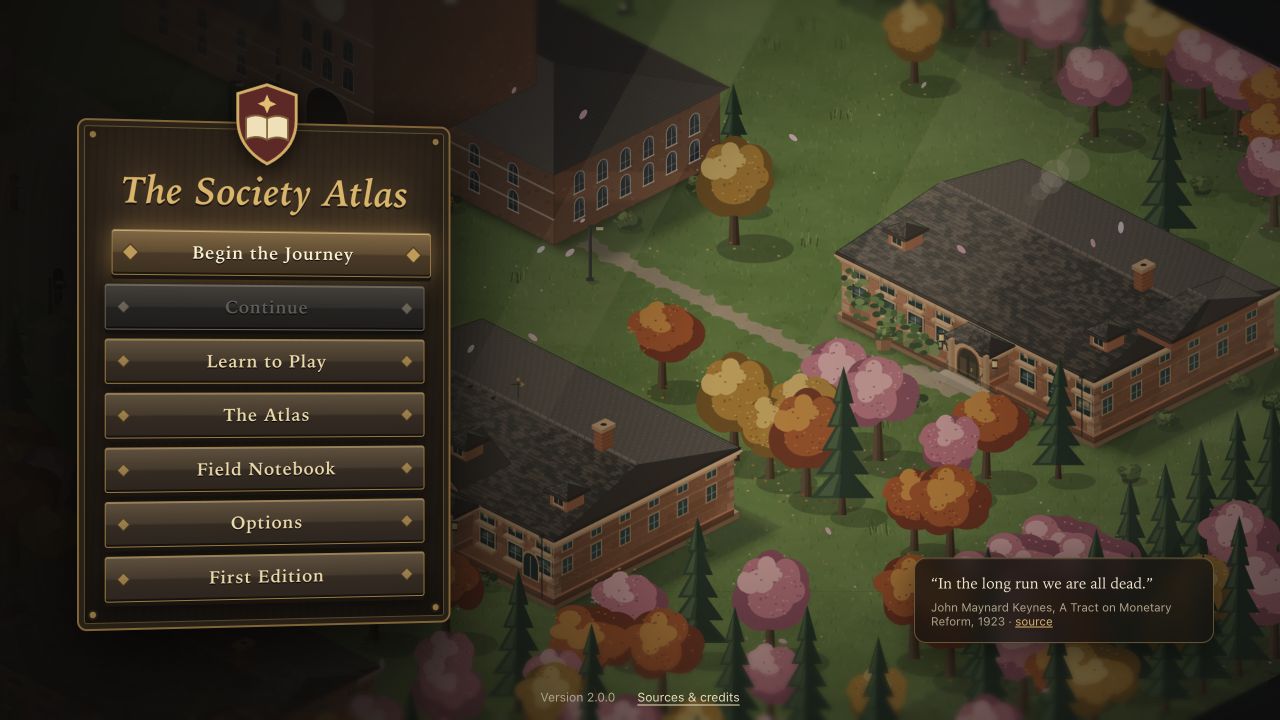 The Society Atlas
Begin the Journey
Continue
Learn to Play
The Atlas
Field Notebook
Options
First Edition
“In the long run we are all dead.”
John Maynard Keynes, A Tract on Monetary
Reform, 1923 · source
Version 2.0.0 Sources & credits